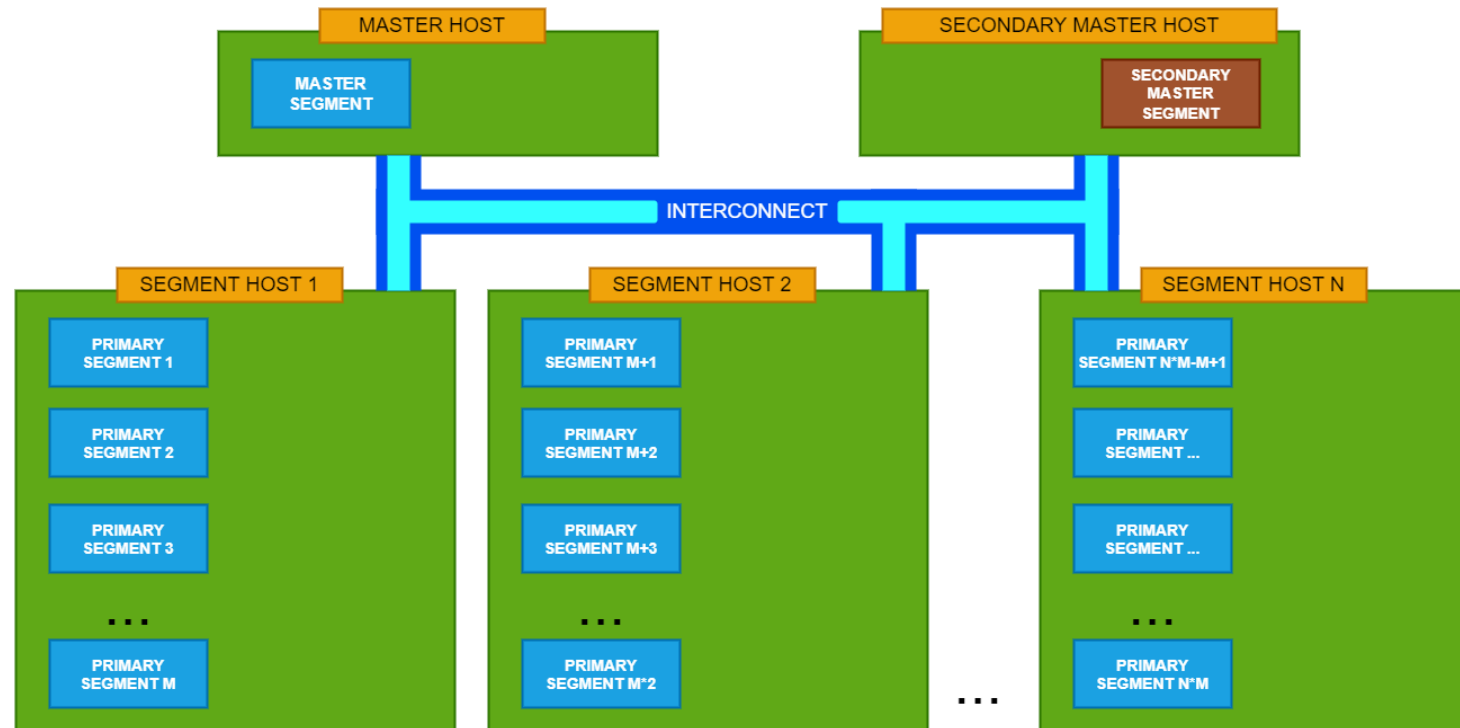 MASTER HOST
SECONDARY MASTER HOST
MASTER
SEGMENT
SECONDARY
MASTER
SEGMENT
INTERCONNECT
SEGMENT HOST 1
SEGMENT HOST 2
SEGMENT HOST N
PRIMARY
SEGMENT 1
PRIMARY
SEGMENT 2
PRIMARY
SEGMENT 3
...
PRIMARY
SEGMENT M
PRIMARY
SEGMENT M+1
PRIMARY
SEGMENT M+2
PRIMARY
SEGMENT M+3
...
PRIMARY
SEGMENT M*2
...
PRIMARY
SEGMENT N*M-M+1
PRIMARY
SEGMENT ...
PRIMARY
SEGMENT ...
...
PRIMARY
SEGMENT N*M